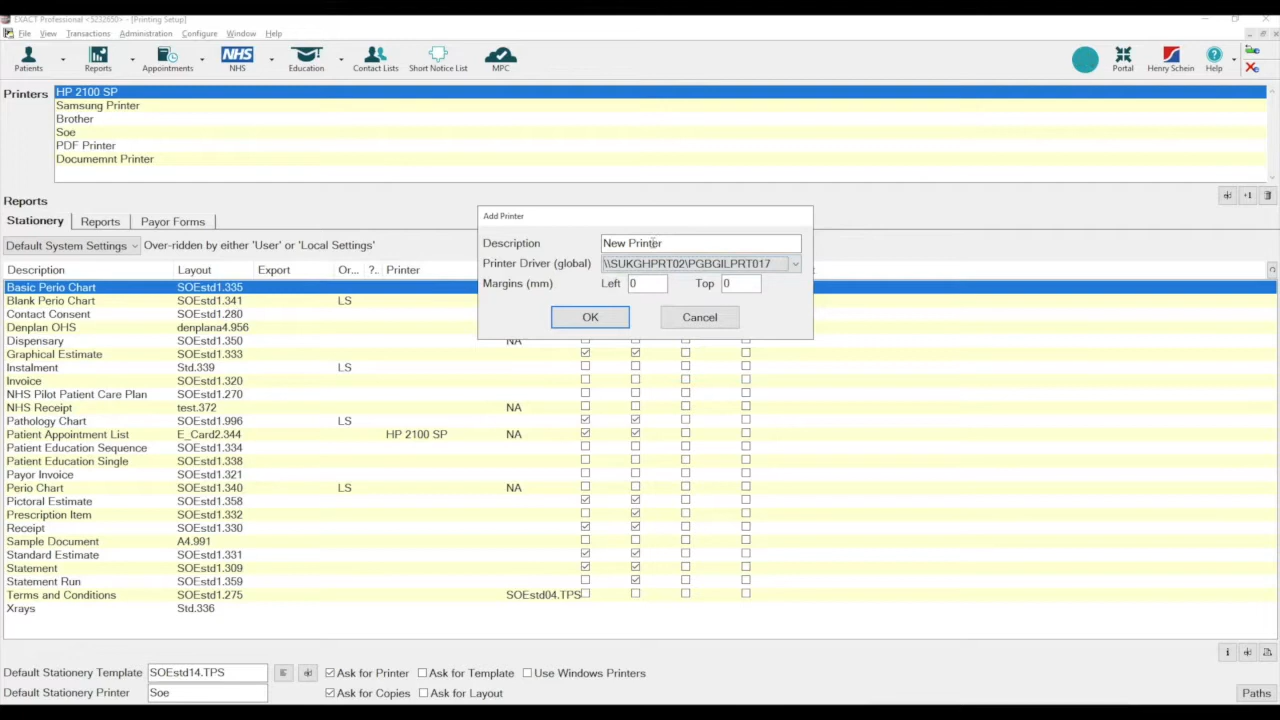 EXACT Professional <S232650> - [Printing Setup]
File View Transactions Administration Configure Window Help
Patients Reports Appointments NHS NHS Education Contact Lists Short Notice List MPC Portal Henry Schein Help
Printers
HP 2100 SP
Samsung Printer
Brother
Soe
PDF Printer
Documemnt Printer
Reports
Stationery Reports Payor Forms
Default System Settings Over-ridden by either 'User' or 'Local Settings'
Add Printer
Description New Printer
Printer Driver (global) \\SUKGHPRT02\PGBGILPRT017
Margins (mm) Left 0 Top 0
OK Cancel
Description Layout Export Or... ?.. Printer
Basic Perio Chart SOEstd1.335
Blank Perio Chart SOEstd1.341 LS
Contact Consent SOEstd1.280
Denplan OHS denplana4.956
Dispensary SOEstd1.350 NA
Graphical Estimate SOEstd1.333
Instalment Std.339 LS
Invoice SOEstd1.320
NHS Pilot Patient Care Plan SOEstd1.270
NHS Receipt test.372 NA
Pathology Chart SOEstd1.996 LS
Patient Appointment List E_Card2.344 HP 2100 SP NA
Patient Education Sequence SOEstd1.334
Patient Education Single SOEstd1.338
Payor Invoice SOEstd1.321
Perio Chart SOEstd1.340 LS NA
Pictoral Estimate SOEstd1.358
Prescription Item SOEstd1.332
Receipt SOEstd1.330
Sample Document A4.991
Standard Estimate SOEstd1.331
Statement SOEstd1.309
Statement Run SOEstd1.359
Terms and Conditions SOEstd1.275 SOEstd04.TPS
Xrays Std.336
Default Stationery Template SOEstd14.TPS Ask for Printer Ask for Template Use Windows Printers
Default Stationery Printer Soe Ask for Copies Ask for Layout Paths